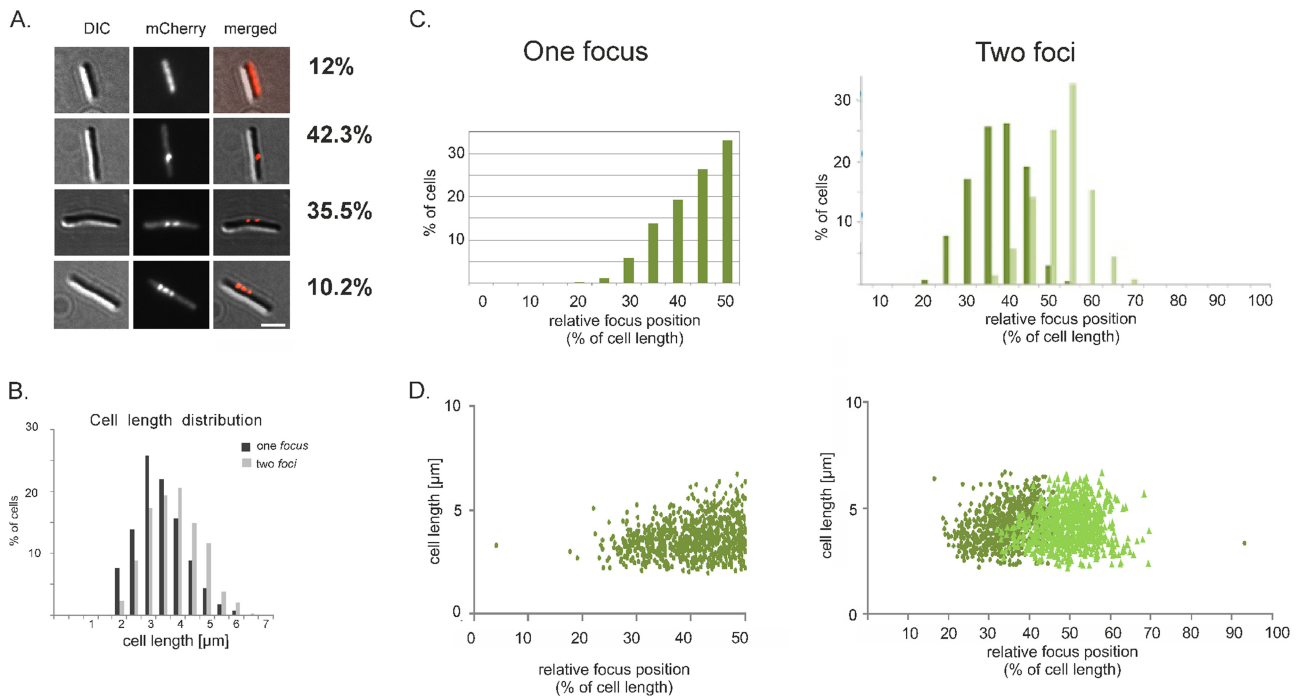 A.
DIC mCherry merged
12%
42.3%
35.5%
10.2%
B.
Cell length distribution
30
20
10
% of cells
one focus
two foci
1 2 3 4 5 6 7
cell length [µm]
C.
One focus
30
20
10
% of cells
0 10 20 30 40 50
relative focus position
(% of cell length)
Two foci
30
20
10
% of cells
10 20 30 40 50 60 70 80 90 100
relative focus position
(% of cell length)
D.
10
5
0
cell length [µm]
0 10 20 30 40 50
relative focus position
(% of cell length)
10
5
0
cell length [µm]
10 20 30 40 50 60 70 80 90 100
relative focus position
(% of cell length)